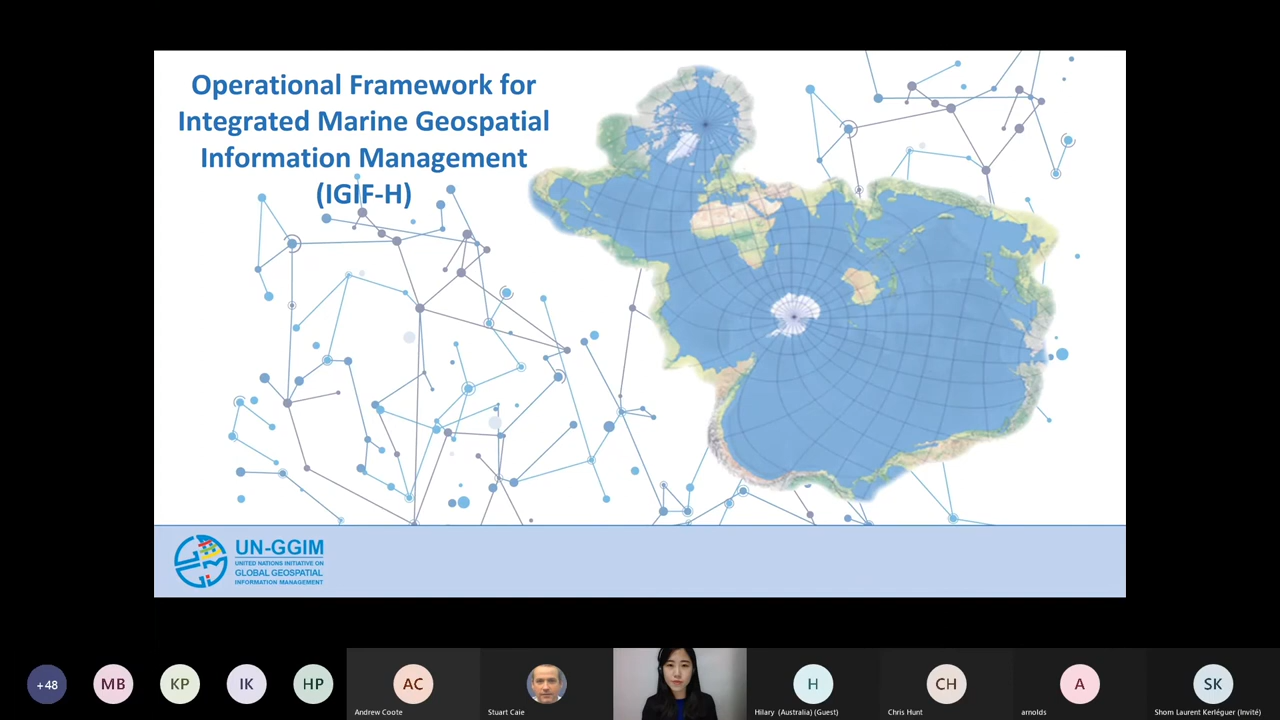 Operational Framework for
Integrated Marine Geospatial
Information Management
(IGIF-H)
UN-GGIM
UNITED NATIONS INITIATIVE ON
GLOBAL GEOSPATIAL
INFORMATION MANAGEMENT
+48
MB
KP
IK
HP
AC
H
CH
A
SK
Andrew Coote
Stuart Caie
Hilary (Australia) (Guest)
Chris Hunt
arnolds
Shom Laurent Kerléguer (Invité)